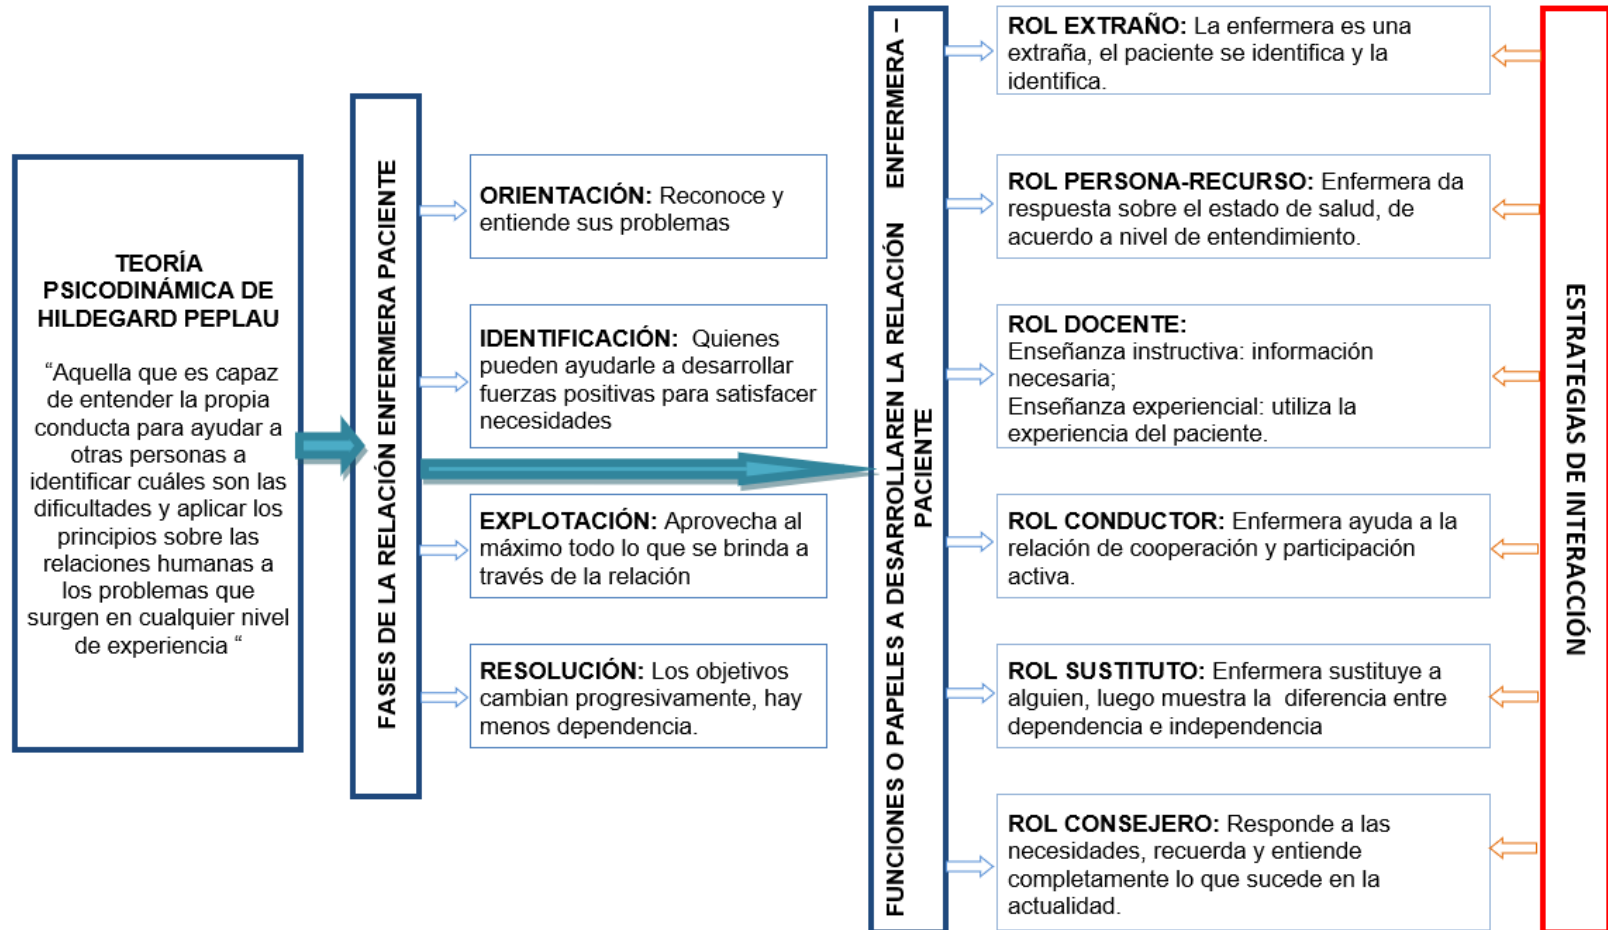 TEORÍA
PSICODINÁMICA DE
HILDEGARD PEPLAU
“Aquella que es capaz
de entender la propia
conducta para ayudar a
otras personas a
identificar cuáles son las
dificultades y aplicar los
principios sobre las
relaciones humanas a
los problemas que
surgen en cualquier nivel
de experiencia “
FASES DE LA RELACIÓN ENFERMERA PACIENTE
ORIENTACIÓN: Reconoce y
entiende sus problemas
IDENTIFICACIÓN: Quienes
pueden ayudarle a desarrollar
fuerzas positivas para satisfacer
necesidades
EXPLOTACIÓN: Aprovecha al
máximo todo lo que se brinda a
través de la relación
RESOLUCIÓN: Los objetivos
cambian progresivamente, hay
menos dependencia.
FUNCIONES O PAPELES A DESARROLLAREN LA RELACIÓN ENFERMERA –
PACIENTE
ROL EXTRAÑO: La enfermera es una
extraña, el paciente se identifica y la
identifica.
ROL PERSONA-RECURSO: Enfermera da
respuesta sobre el estado de salud, de
acuerdo a nivel de entendimiento.
ROL DOCENTE:
Enseñanza instructiva: información
necesaria;
Enseñanza experiencial: utiliza la
experiencia del paciente.
ROL CONDUCTOR: Enfermera ayuda a la
relación de cooperación y participación
activa.
ROL SUSTITUTO: Enfermera sustituye a
alguien, luego muestra la diferencia entre
dependencia e independencia
ROL CONSEJERO: Responde a las
necesidades, recuerda y entiende
completamente lo que sucede en la
actualidad.
ESTRATEGIAS DE INTERACCIÓN